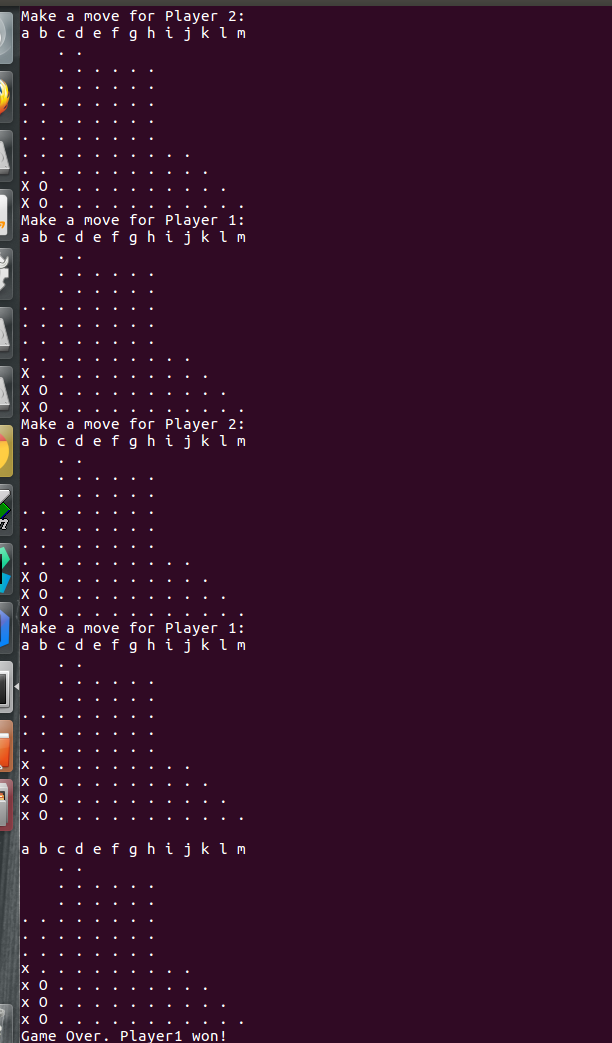 Make a move for Player 2:
a b c d e f g h i j k l m
    . .
    . . . . . .
    . . . . . .
. . . . . . . .
. . . . . . . .
. . . . . . . .
. . . . . . . . . .
. . . . . . . . . . .
X O . . . . . . . . . .
X O . . . . . . . . . . .
Make a move for Player 1:
a b c d e f g h i j k l m
    . .
    . . . . . .
    . . . . . .
. . . . . . . .
. . . . . . . .
. . . . . . . .
. . . . . . . . . .
X . . . . . . . . . .
X O . . . . . . . . . .
X O . . . . . . . . . . .
Make a move for Player 2:
a b c d e f g h i j k l m
    . .
    . . . . . .
    . . . . . .
. . . . . . . .
. . . . . . . .
. . . . . . . .
. . . . . . . . . .
X O . . . . . . . . .
X O . . . . . . . . . .
X O . . . . . . . . . . .
Make a move for Player 1:
a b c d e f g h i j k l m
    . .
    . . . . . .
    . . . . . .
. . . . . . . .
. . . . . . . .
. . . . . . . .
x . . . . . . . . .
x O . . . . . . . . .
x O . . . . . . . . . .
x O . . . . . . . . . . .

a b c d e f g h i j k l m
    . .
    . . . . . .
    . . . . . .
. . . . . . . .
. . . . . . . .
. . . . . . . .
x . . . . . . . . .
x O . . . . . . . . .
x O . . . . . . . . . .
x O . . . . . . . . . . .
Game Over. Player1 won!